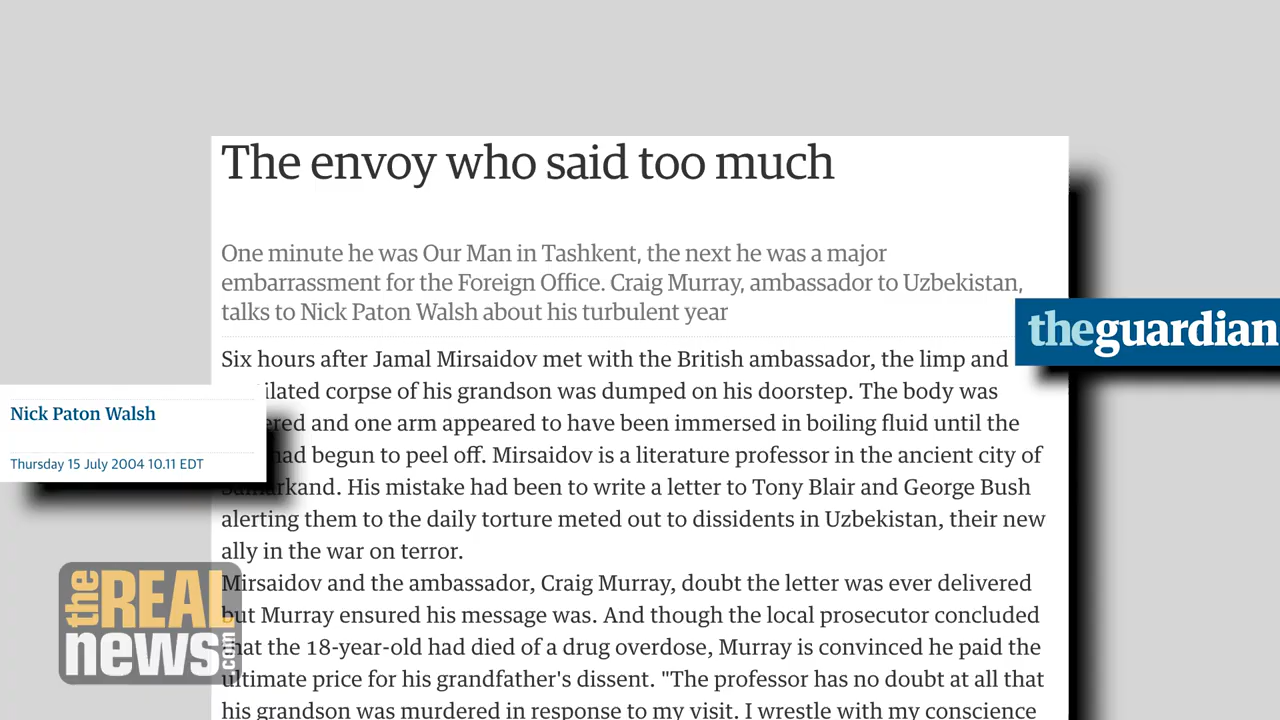 The envoy who said too much
One minute he was Our Man in Tashkent, the next he was a major
embarrassment for the Foreign Office. Craig Murray, ambassador to Uzbekistan,
talks to Nick Paton Walsh about his turbulent year
theguardian
Six hours after Jamal Mirsaidov met with the British ambassador, the limp and
corpse of his grandson was dumped on his doorstep. The body was
and one arm appeared to have been immersed in boiling fluid until the
had begun to peel off. Mirsaidov is a literature professor in the ancient city of
Samarkand. His mistake had been to write a letter to Tony Blair and George Bush
alerting them to the daily torture meted out to dissidents in Uzbekistan, their new
ally in the war on terror.
Mirsaidov and the ambassador, Craig Murray, doubt the letter was ever delivered
but Murray ensured his message was. And though the local prosecutor concluded
that the 18-year-old had died of a drug overdose, Murray is convinced he paid the
ultimate price for his grandfather's dissent. "The professor has no doubt at all that
his grandson was murdered in response to my visit. I wrestle with my conscience
Nick Paton Walsh
Thursday 15 July 2004 10.11 EDT
the REAL
news.com